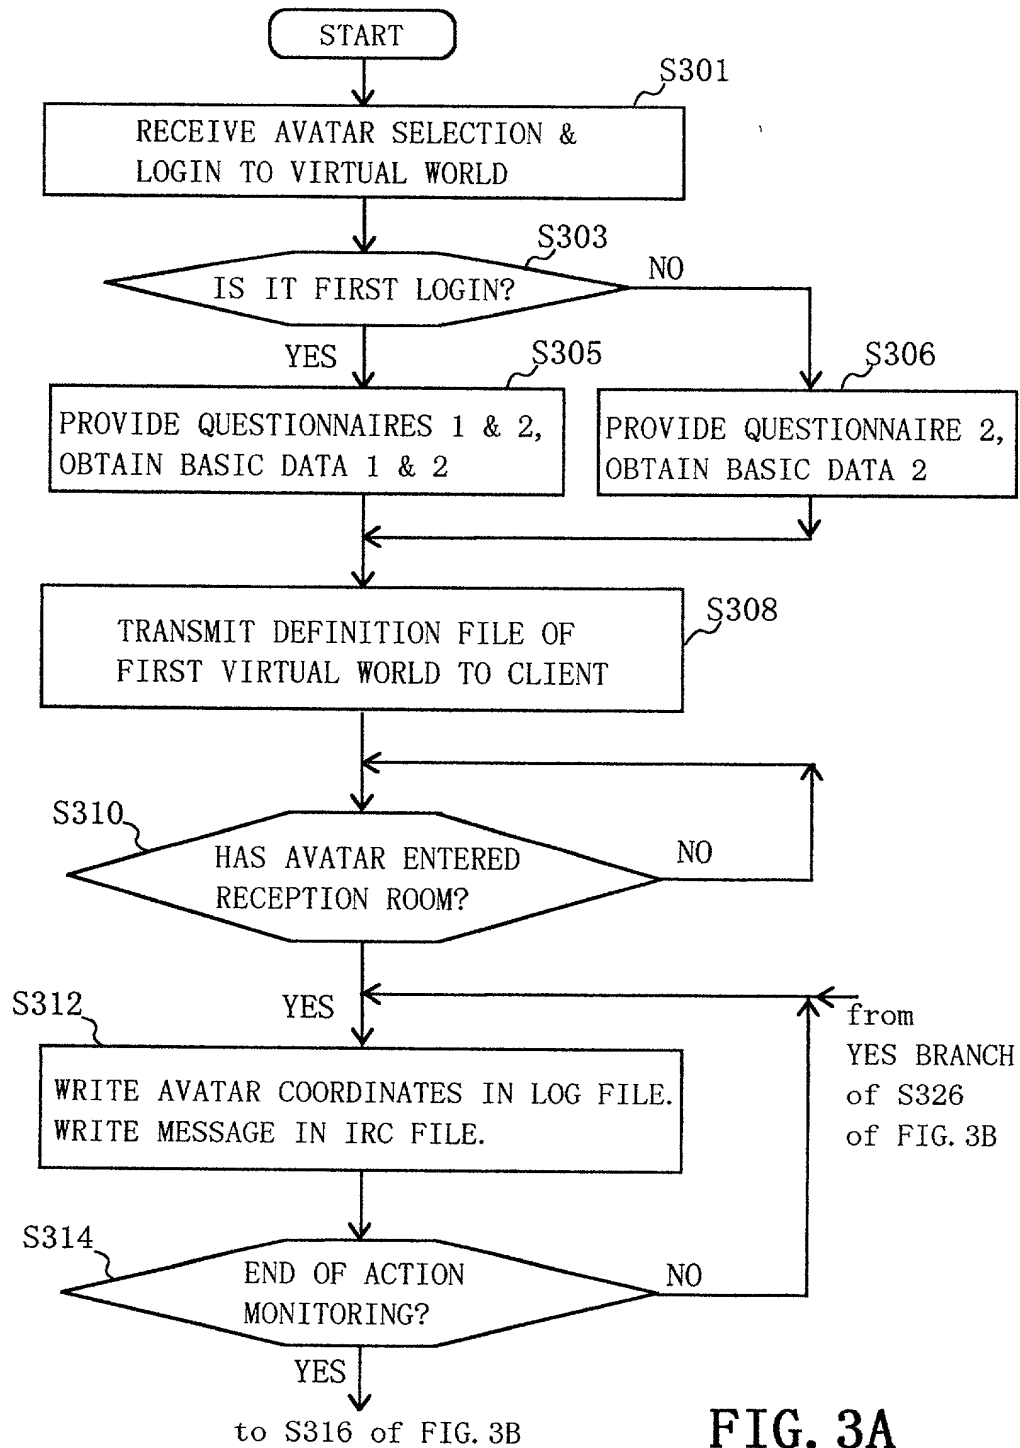 START
S301
RECEIVE AVATAR SELECTION &
LOGIN TO VIRTUAL WORLD
S303
IS IT FIRST LOGIN?
NO
YES
S305
PROVIDE QUESTIONNAIRES 1 & 2,
OBTAIN BASIC DATA 1 & 2
S306
PROVIDE QUESTIONNAIRE 2,
OBTAIN BASIC DATA 2
S308
TRANSMIT DEFINITION FILE OF
FIRST VIRTUAL WORLD TO CLIENT
S310
HAS AVATAR ENTERED
RECEPTION ROOM?
NO
YES
from
YES BRANCH
of S326
of FIG. 3B
S312
WRITE AVATAR COORDINATES IN LOG FILE.
WRITE MESSAGE IN IRC FILE.
S314
END OF ACTION
MONITORING?
NO
YES
to S316 of FIG. 3B
FIG. 3A